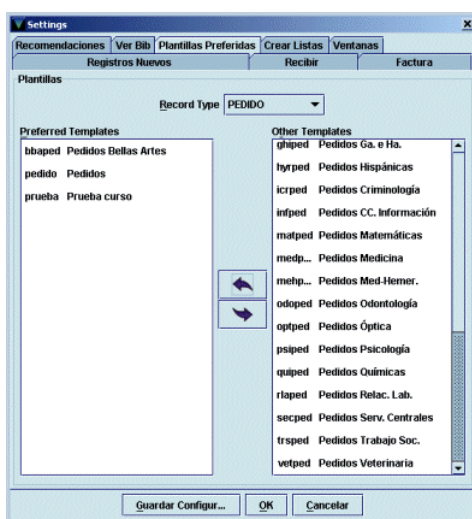 Settings
Recomendaciones Ver Bib Plantillas Preferidas Crear Listas Ventanas
Registros Nuevos Recibir Factura
Plantillas
Record Type PEDIDO
Preferred Templates
bbaped Pedidos Bellas Artes
pedido Pedidos
prueba Prueba curso
Other Templates
ghiped Pedidos Ga. e Ha.
hyrped Pedidos Hispánicas
icrped Pedidos Criminología
infped Pedidos CC. Información
matped Pedidos Matemáticas
medp... Pedidos Medicina
mehp... Pedidos Med-Hemer.
odoped Pedidos Odontología
optped Pedidos Óptica
psiped Pedidos Psicología
quiped Pedidos Químicas
rlaped Pedidos Relac. Lab.
secped Pedidos Serv. Centrales
trsped Pedidos Trabajo Soc.
vetped Pedidos Veterinaria
Guardar Configur... OK Cancelar